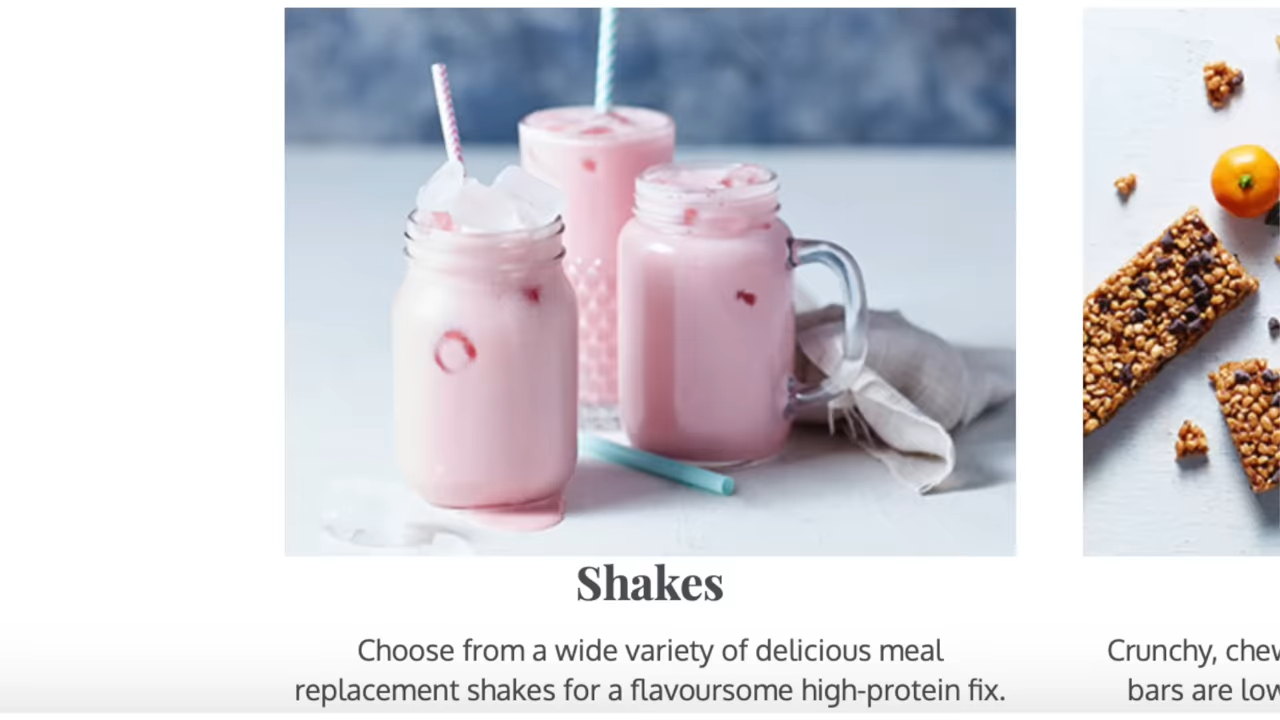 Shakes
Choose from a wide variety of delicious meal
replacement shakes for a flavoursome high-protein fix.
Crunchy, chew
bars are low